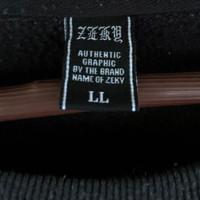 ZEKY
AUTHENTIC
GRAPHIC
BY THE BRAND
NAME OF ZEKY
LL